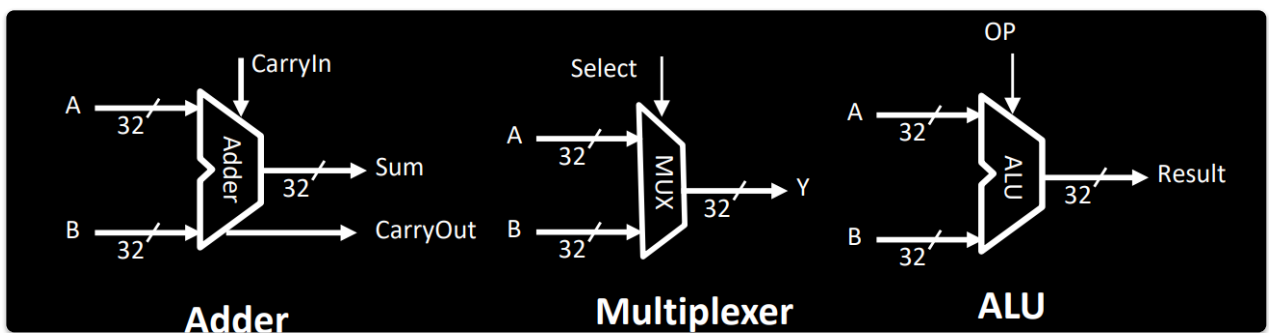 CarryIn
A
32
Adder
32
Sum
B
32
CarryOut
Adder
Select
A
32
MUX
32
Y
B
32
Multiplexer
OP
A
32
ALU
32
Result
B
32
ALU